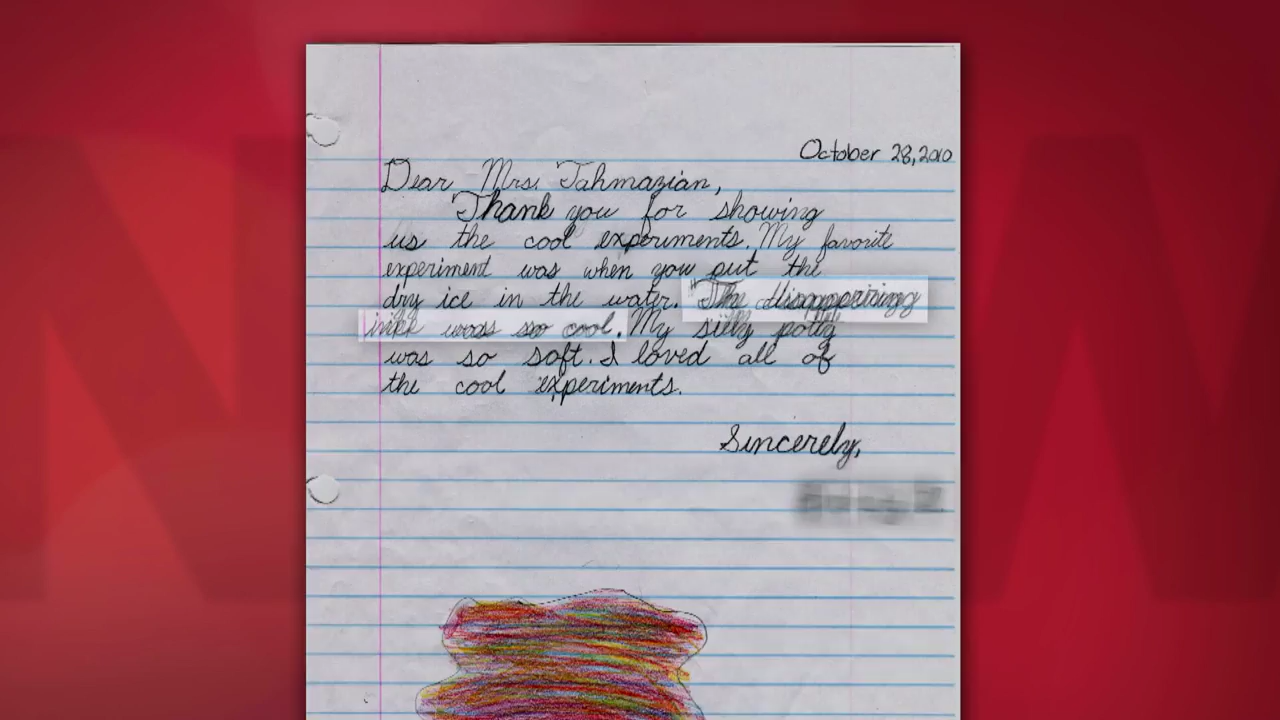 October 28, 2010
Dear Mrs. Tahmazian,
Thank you for showing
us the cool experiments. My favorite
experiment was when you put the
dry ice in the water. The disappering
inke was so cool. My silly potty
was so soft. I loved all of
the cool experiments.
Sincerely,